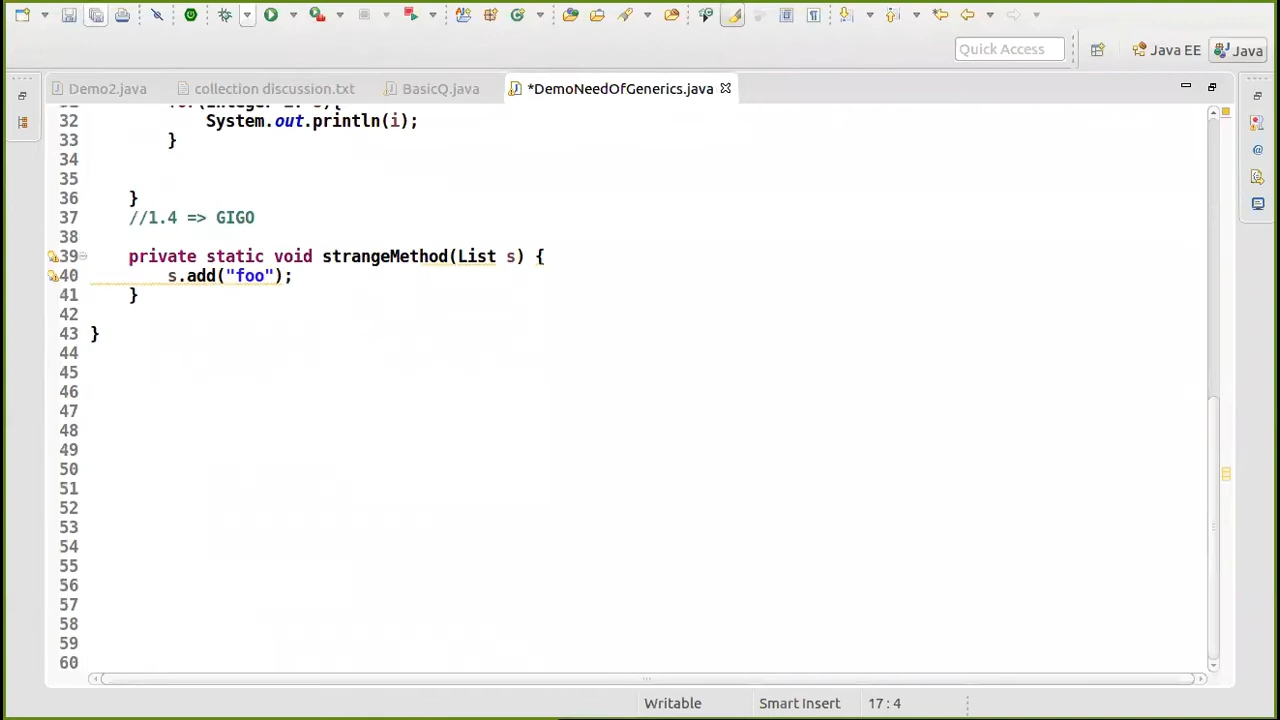 Quick Access
Java EE
Java
Demo2.java
collection discussion.txt
BasicQ.java
*DemoNeedOfGenerics.java
32 System.out.println(i);
33 }
34
35
36 }
37 //1.4 => GIGO
38
39 private static void strangeMethod(List s) {
40 s.add("foo");
41 }
42
43 }
44
45
46
47
48
49
50
51
52
53
54
55
56
57
58
59
60
Writable
Smart Insert
17 : 4